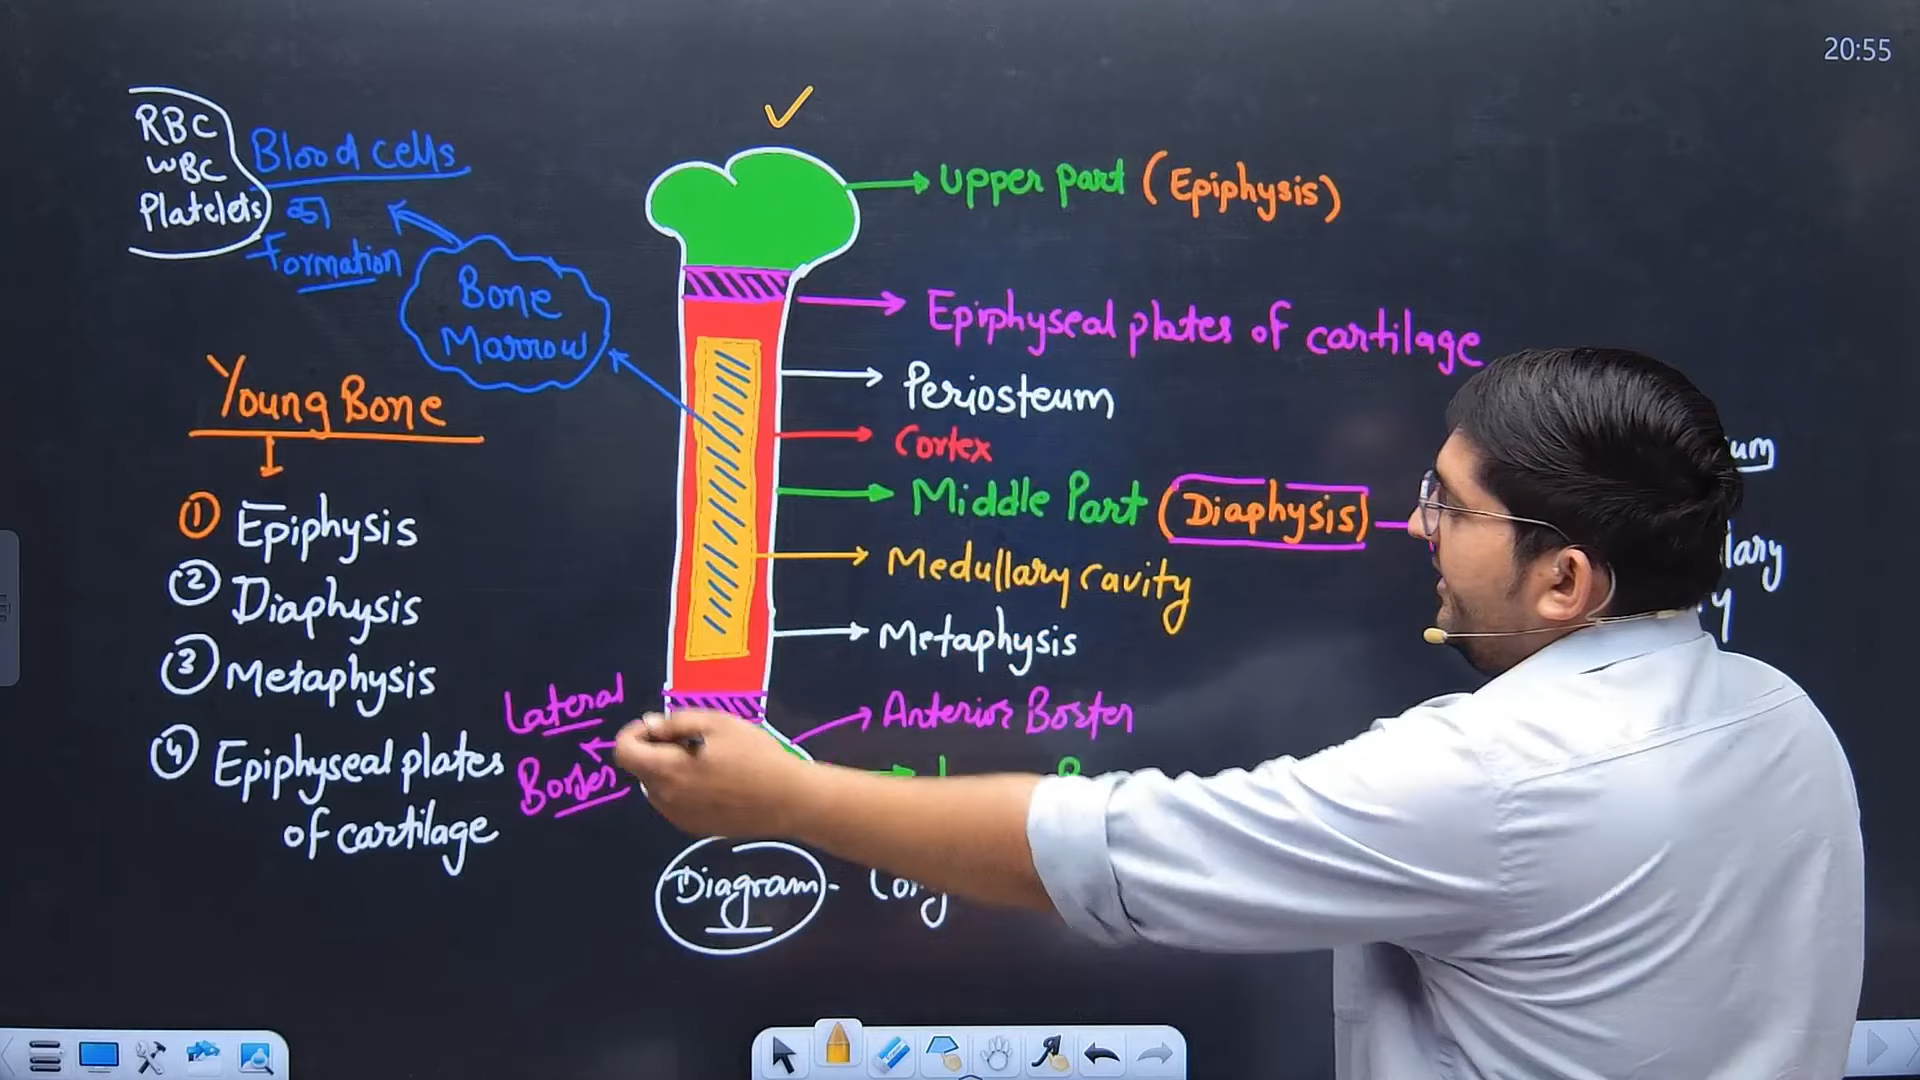 20:55
RBC
WBC
Platelets
Blood cells
का
Formation
Bone
Marrow
Young Bone
① Epiphysis
② Diaphysis
③ Metaphysis
④ Epiphyseal plates
of cartilage
Upper part (Epiphysis)
Epiphyseal plates of cartilage
Periosteum
Cortex
Middle Part (Diaphysis)
Medullary cavity
Metaphysis
Anterior Border
Lateral
Border
Diagram -